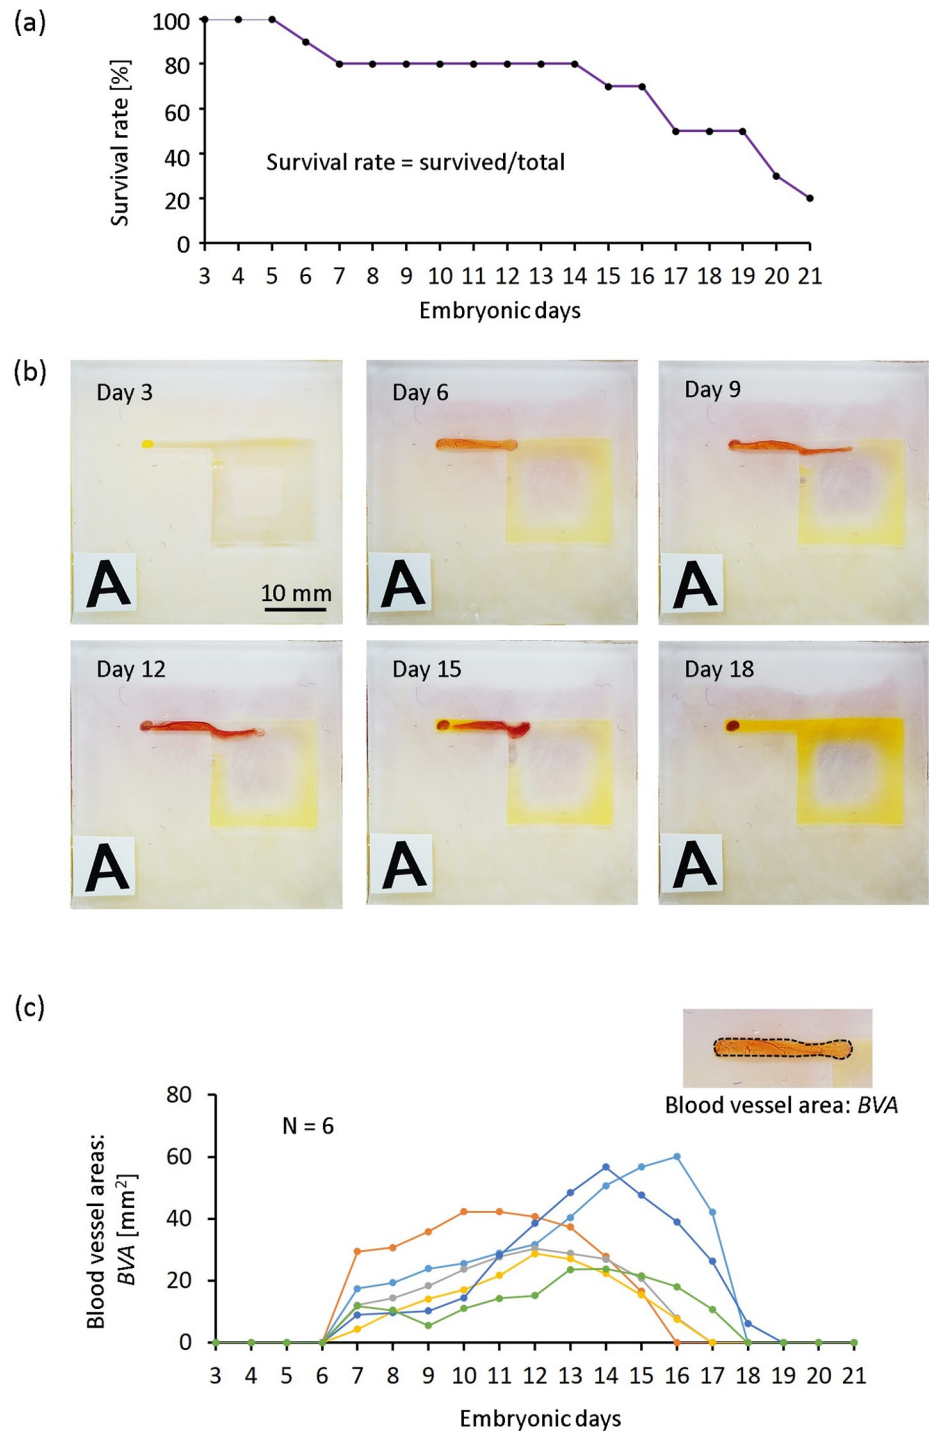 (a)
Survival rate [%]
100
80
60
40
20
0
Survival rate = survived/total
3 4 5 6 7 8 9 10 11 12 13 14 15 16 17 18 19 20 21
Embryonic days
(b)
Day 3
A
10 mm
Day 6
A
Day 9
A
Day 12
A
Day 15
A
Day 18
A
(c)
Blood vessel area: BVA
Blood vessel areas:
BVA [mm²]
80
60
40
20
0
N = 6
3 4 5 6 7 8 9 10 11 12 13 14 15 16 17 18 19 20 21
Embryonic days